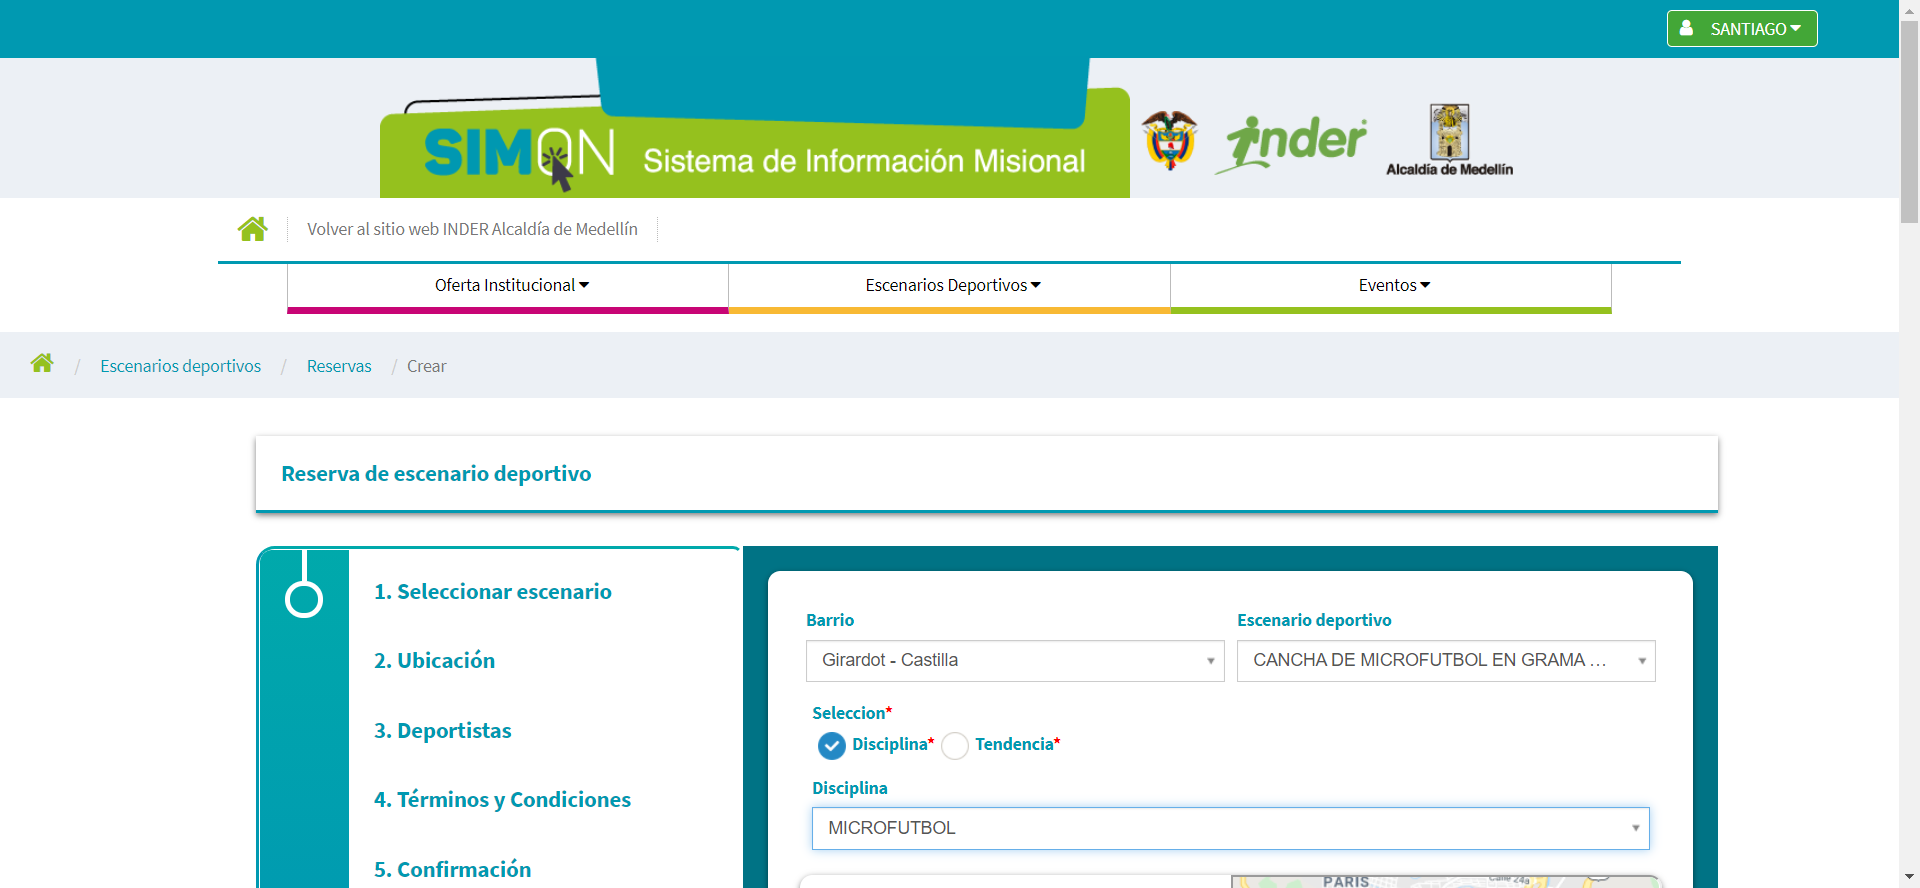 SANTIAGO
SIMON Sistema de Información Misional
inder
Alcaldía de Medellín
Volver al sitio web INDER Alcaldía de Medellín
Oferta Institucional
Escenarios Deportivos
Eventos
/ Escenarios deportivos / Reservas / Crear
Reserva de escenario deportivo
1. Seleccionar escenario
2. Ubicación
3. Deportistas
4. Términos y Condiciones
5. Confirmación
Barrio
Escenario deportivo
Girardot - Castilla
CANCHA DE MICROFUTBOL EN GRAMA ...
Seleccion*
Disciplina* Tendencia*
Disciplina
MICROFUTBOL
PARIS
Calle 24a